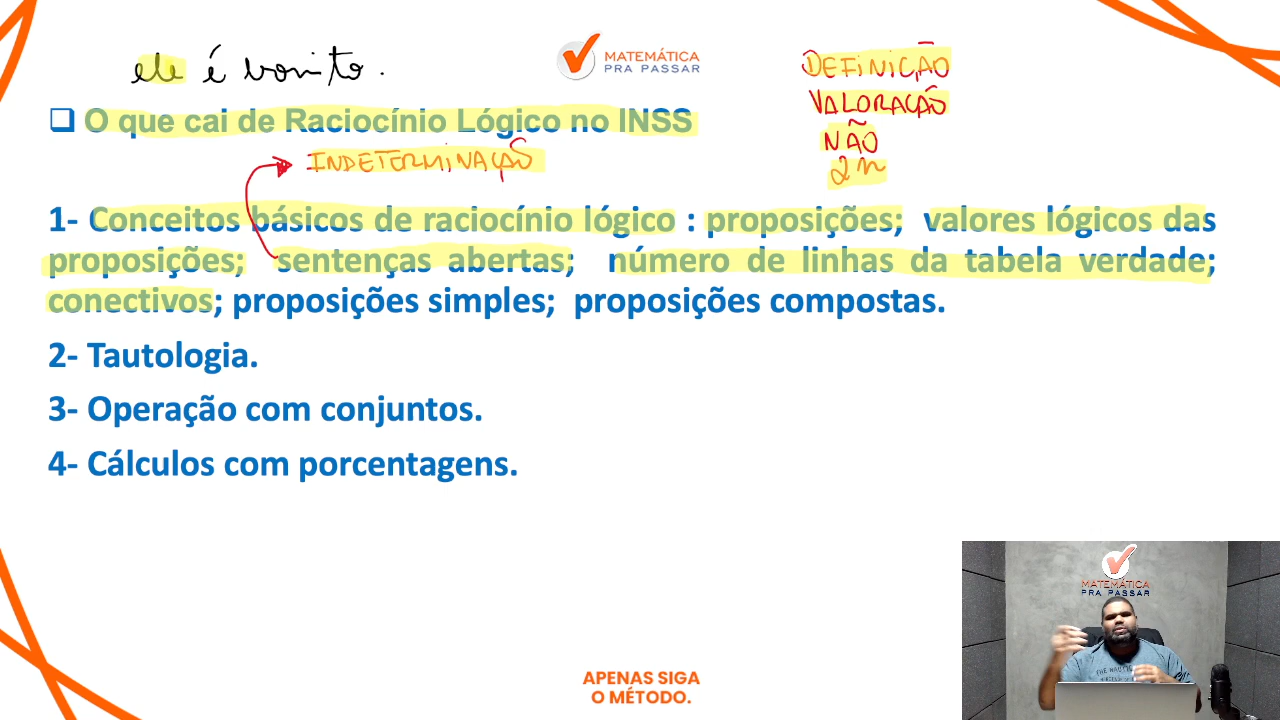 ele é bonito.
MATEMÁTICA
PRA PASSAR
DEFINIÇÃO
VALORAÇÃO
NÃO
2n
O que cai de Raciocínio Lógico no INSS
INDETERMINAÇÃO
1- Conceitos básicos de raciocínio lógico : proposições; valores lógicos das
proposições; sentenças abertas; número de linhas da tabela verdade;
conectivos; proposições simples; proposições compostas.
2- Tautologia.
3- Operação com conjuntos.
4- Cálculos com porcentagens.
MATEMÁTICA
PRA PASSAR
APENAS SIGA
O MÉTODO.